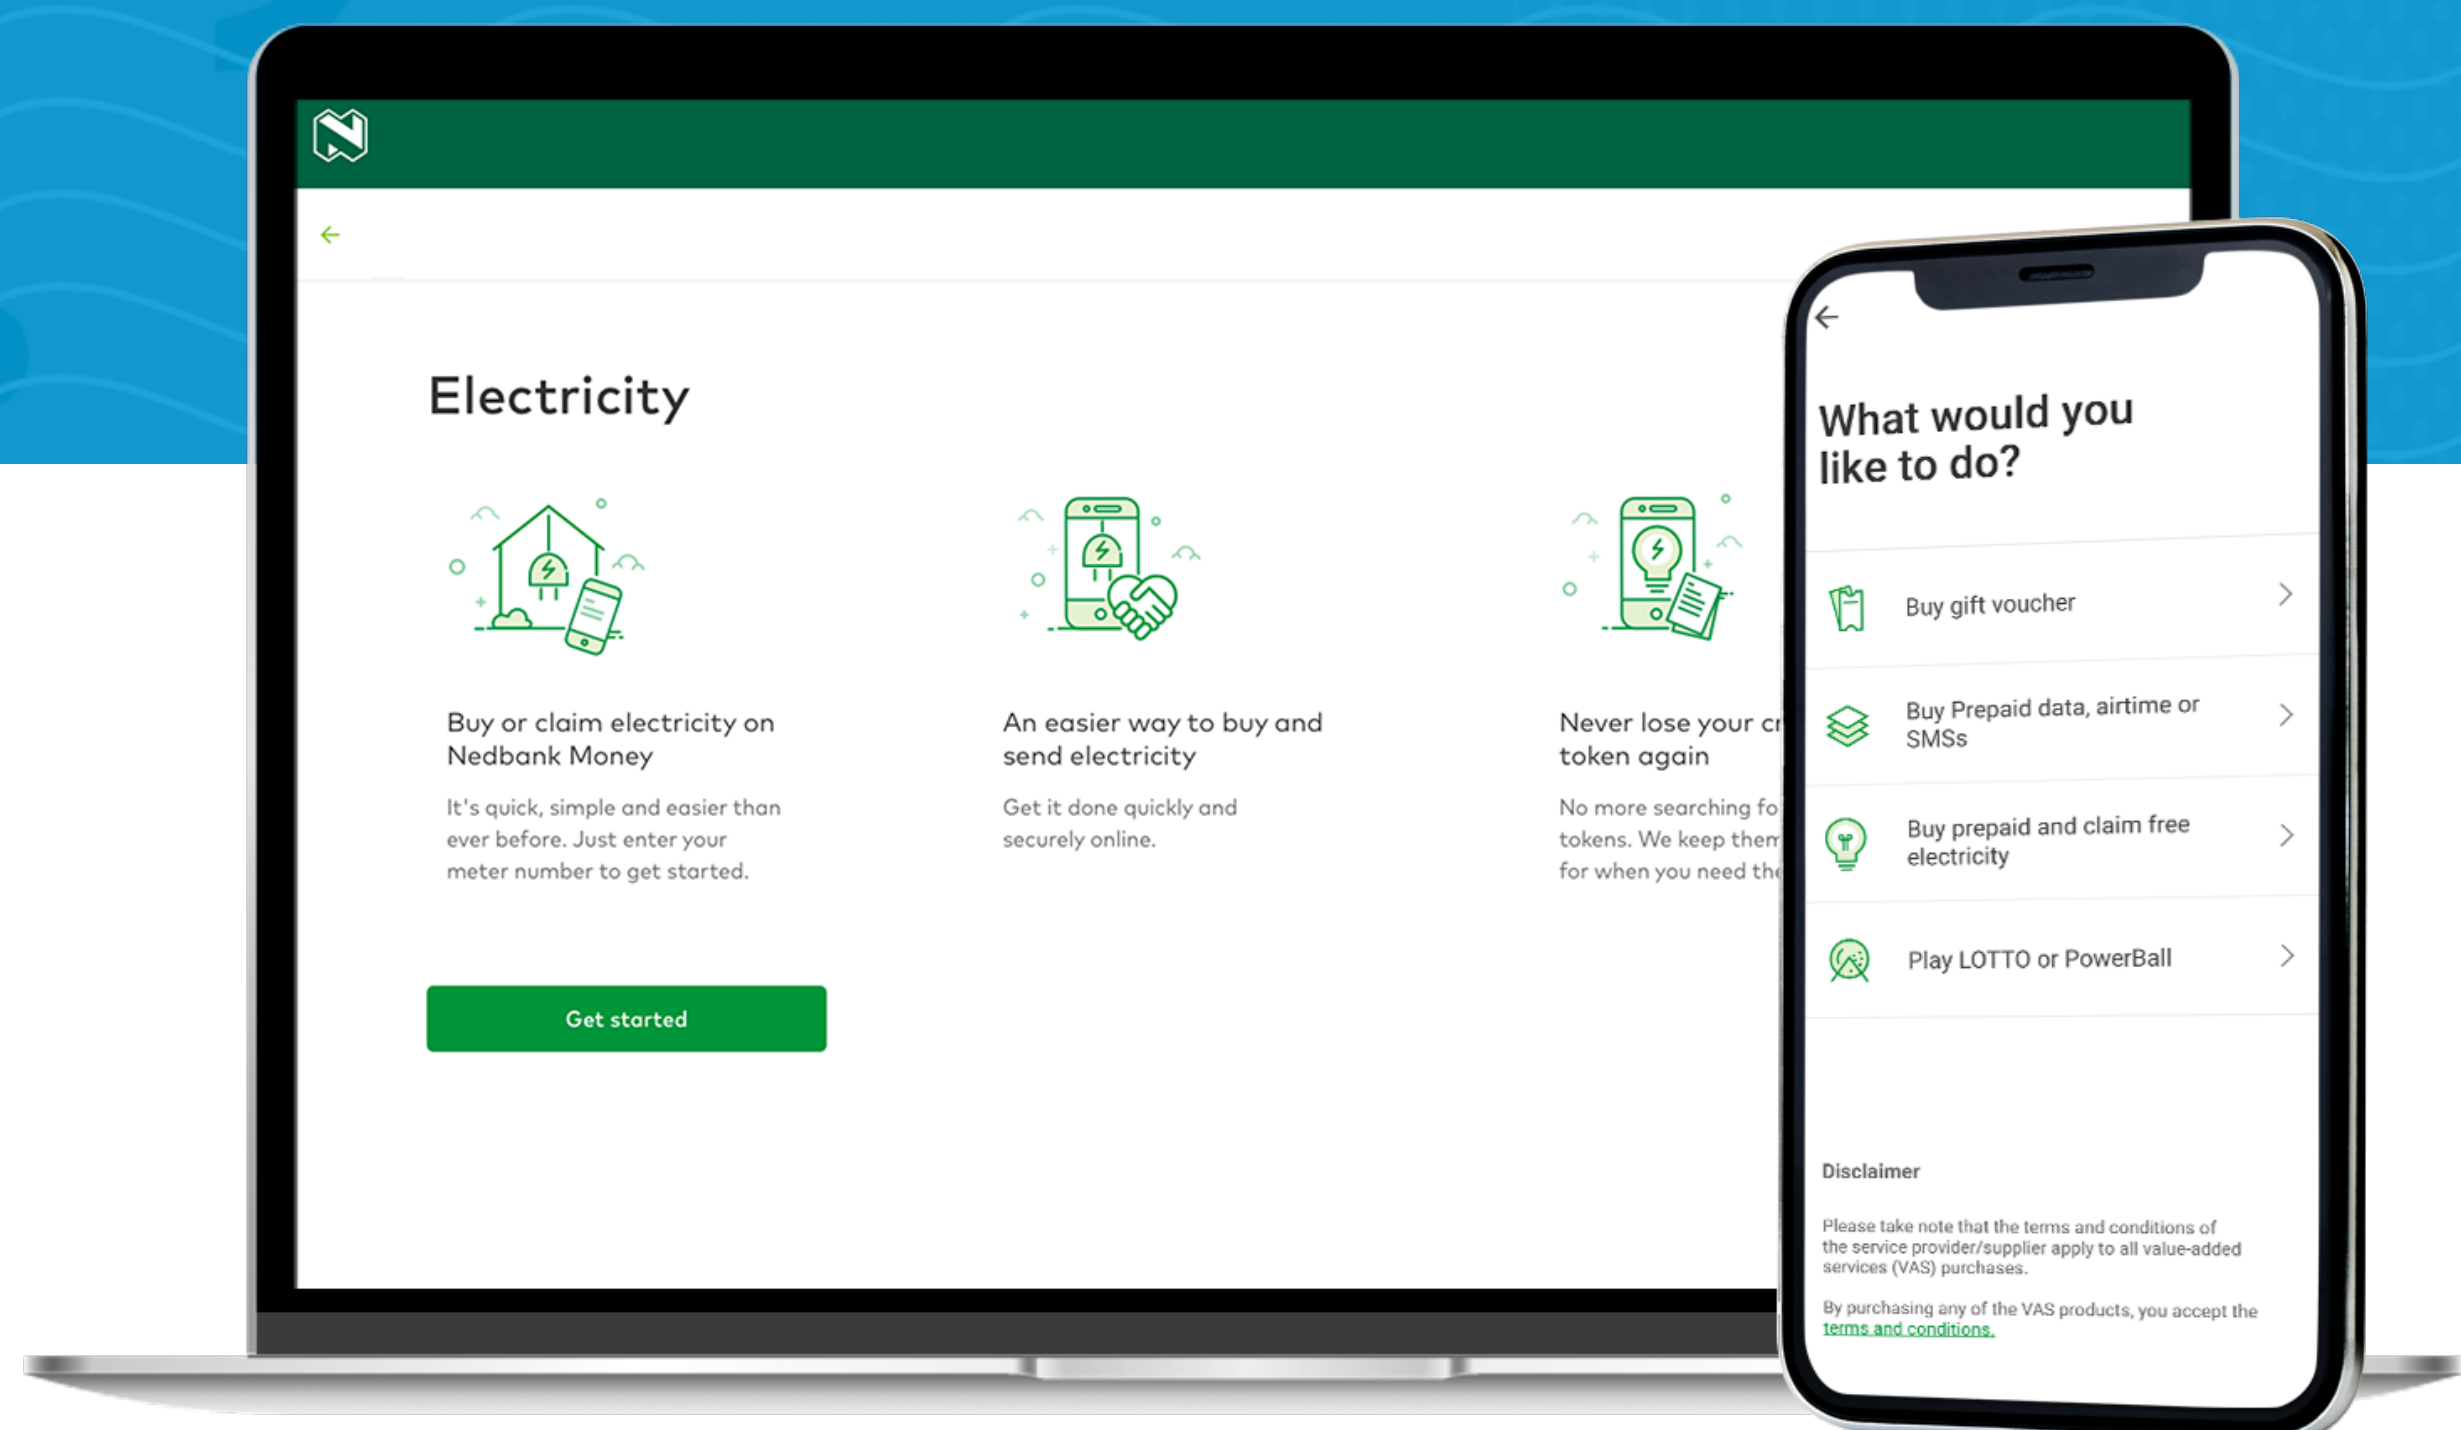 Electricity
Buy or claim electricity on
Nedbank Money
It's quick, simple and easier than
ever before. Just enter your
meter number to get started.
An easier way to buy and
send electricity
Get it done quickly and
securely online.
Never lose your
token again
No more searching
tokens. We keep
for when you need
Get started
What would you
like to do?
Buy gift voucher
Buy Prepaid data, airtime or
SMSs
Buy prepaid and claim free
electricity
Play LOTTO or PowerBall
Disclaimer
Please take note that the terms and conditions of
the service provider/supplier apply to all value-added
services (VAS) purchases.
By purchasing any of the VAS products, you accept the
terms and conditions.